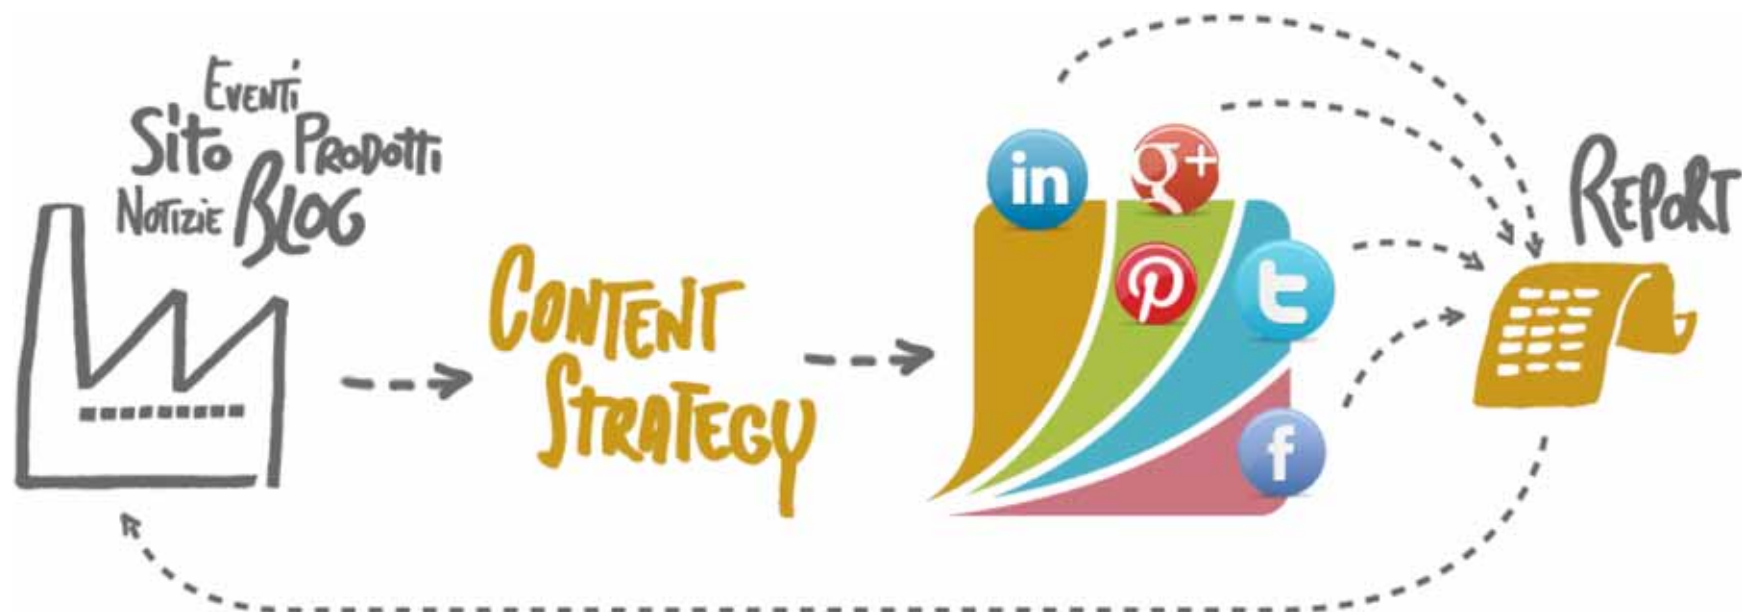 Eventi
Sito Prodotti
Notizie Blog
Content
Strategy
in
g+
p
t
f
Report